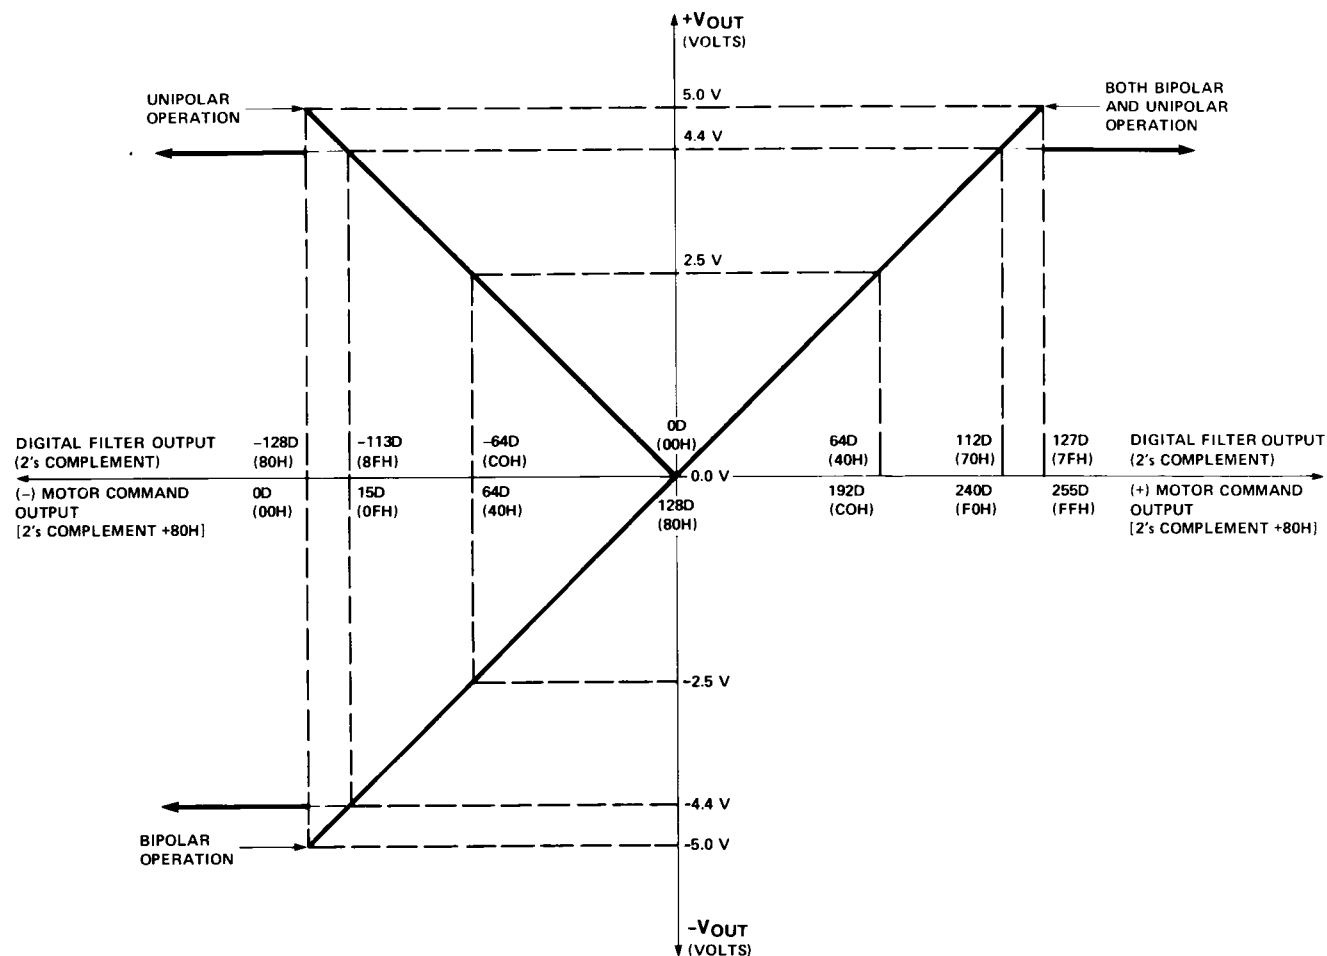 +VOUT
(VOLTS)
UNIPOLAR
OPERATION
5.0 V
BOTH BIPOLAR
AND UNIPOLAR
OPERATION
4.4 V
2.5 V
0D
(00H)
DIGITAL FILTER OUTPUT
(2's COMPLEMENT)
-128D
(80H)
-113D
(8FH)
-64D
(COH)
64D
(40H)
112D
(70H)
127D
(7FH)
DIGITAL FILTER OUTPUT
(2's COMPLEMENT)
0.0 V
(-) MOTOR COMMAND
OUTPUT
[2's COMPLEMENT +80H]
0D
(00H)
15D
(0FH)
64D
(40H)
128D
(80H)
192D
(COH)
240D
(F0H)
255D
(FFH)
(+) MOTOR COMMAND
OUTPUT
[2's COMPLEMENT +80H]
-2.5 V
-4.4 V
BIPOLAR
OPERATION
-5.0 V
-VOUT
(VOLTS)